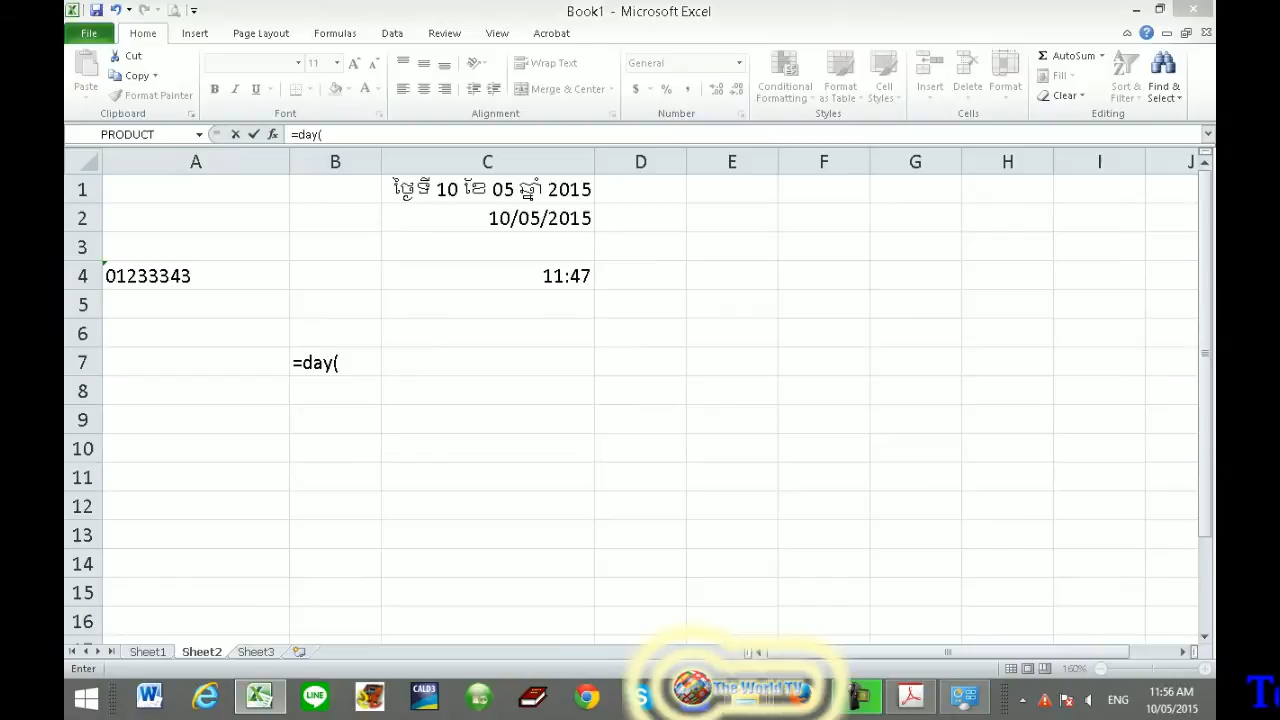 Book1 - Microsoft Excel
File Home Insert Page Layout Formulas Data Review View Acrobat
Paste
Cut
Copy
Format Painter
Clipboard
11
A A
B I U
A
Font
Wrap Text
Merge & Center
Alignment
General
$ % ,
Number
Conditional Formatting
Format as Table
Cell Styles
Styles
Insert Delete Format
Cells
AutoSum
Fill
Clear
Sort & Filter
Find & Select
Editing
PRODUCT =day(
A B C D E F G H I J
1 ថ្ងៃទី 10 ខែ 05 ឆ្នាំ 2015
2 10/05/2015
3
4 01233343 11:47
5
6
7 =day(
8
9
10
11
12
13
14
15
16
Sheet1 Sheet2 Sheet3
Enter 160%
LINE
CALD3
The World TV
ENG
11:56 AM
10/05/2015